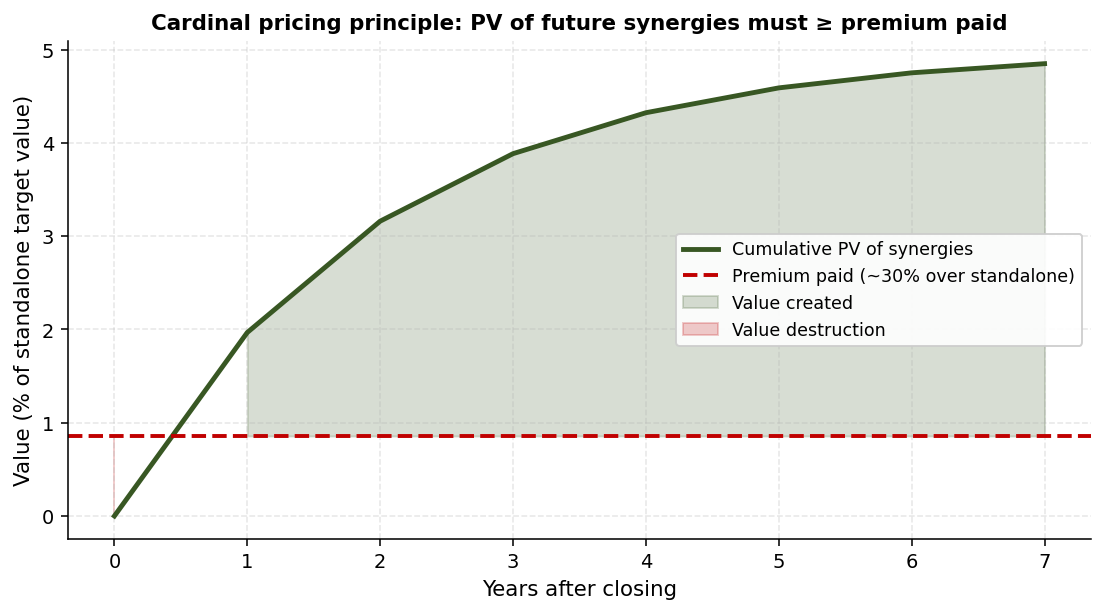 Cardinal pricing principle: PV of future synergies must ≥ premium paid
Value (% of standalone target value)
5
4
3
2
1
0
Cumulative PV of synergies
Premium paid (~30% over standalone)
Value created
Value destruction
0 1 2 3 4 5 6 7
Years after closing